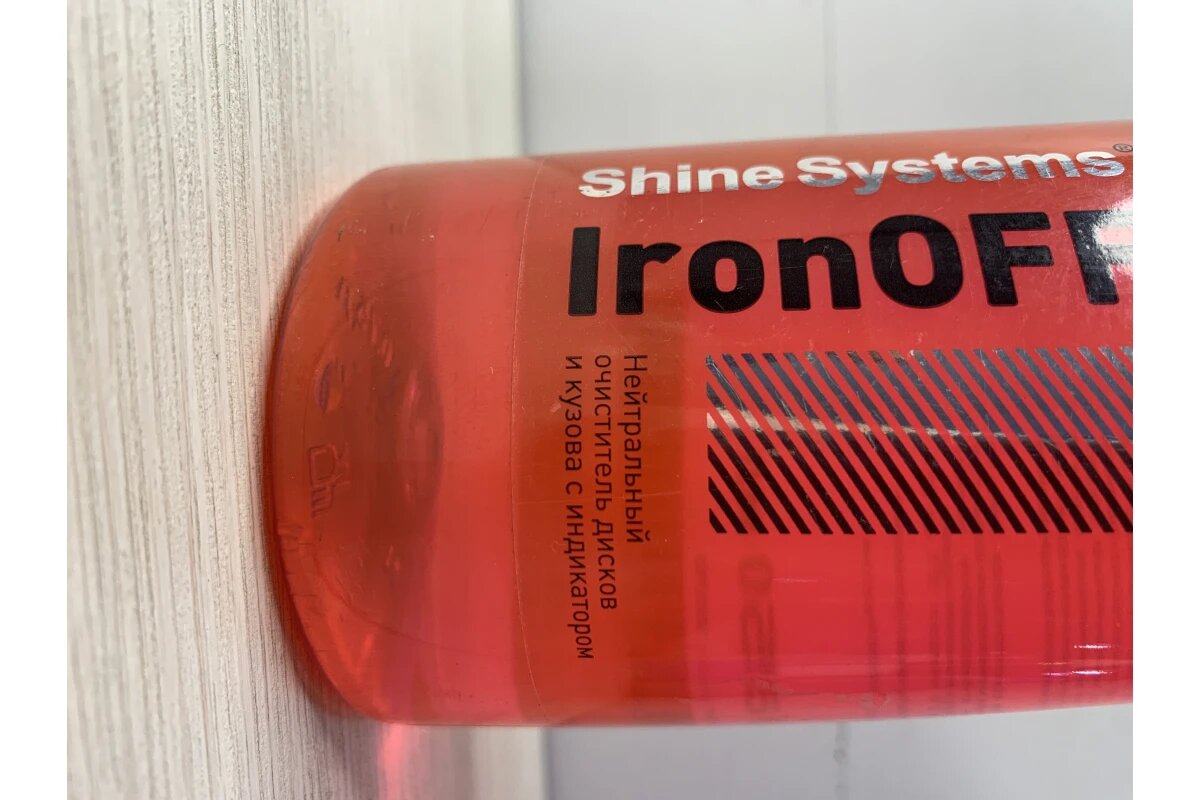 Shine Systems®
IronOFF
Нейтральный
очиститель дисков
и кузова с индикатором